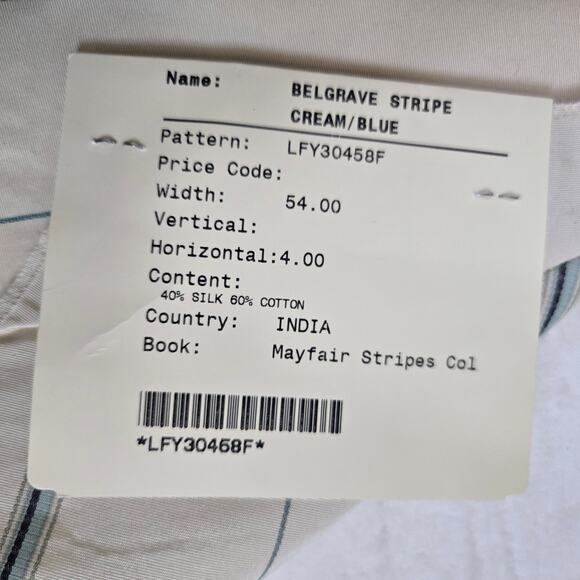 Name: BELGRAVE STRIPE
CREAM/BLUE
Pattern: LFY30458F
Price Code:
Width: 54.00
Vertical:
Horizontal:4.00
Content:
40% SILK 60% COTTON
Country: INDIA
Book: Mayfair Stripes Col
*LFY30458F*